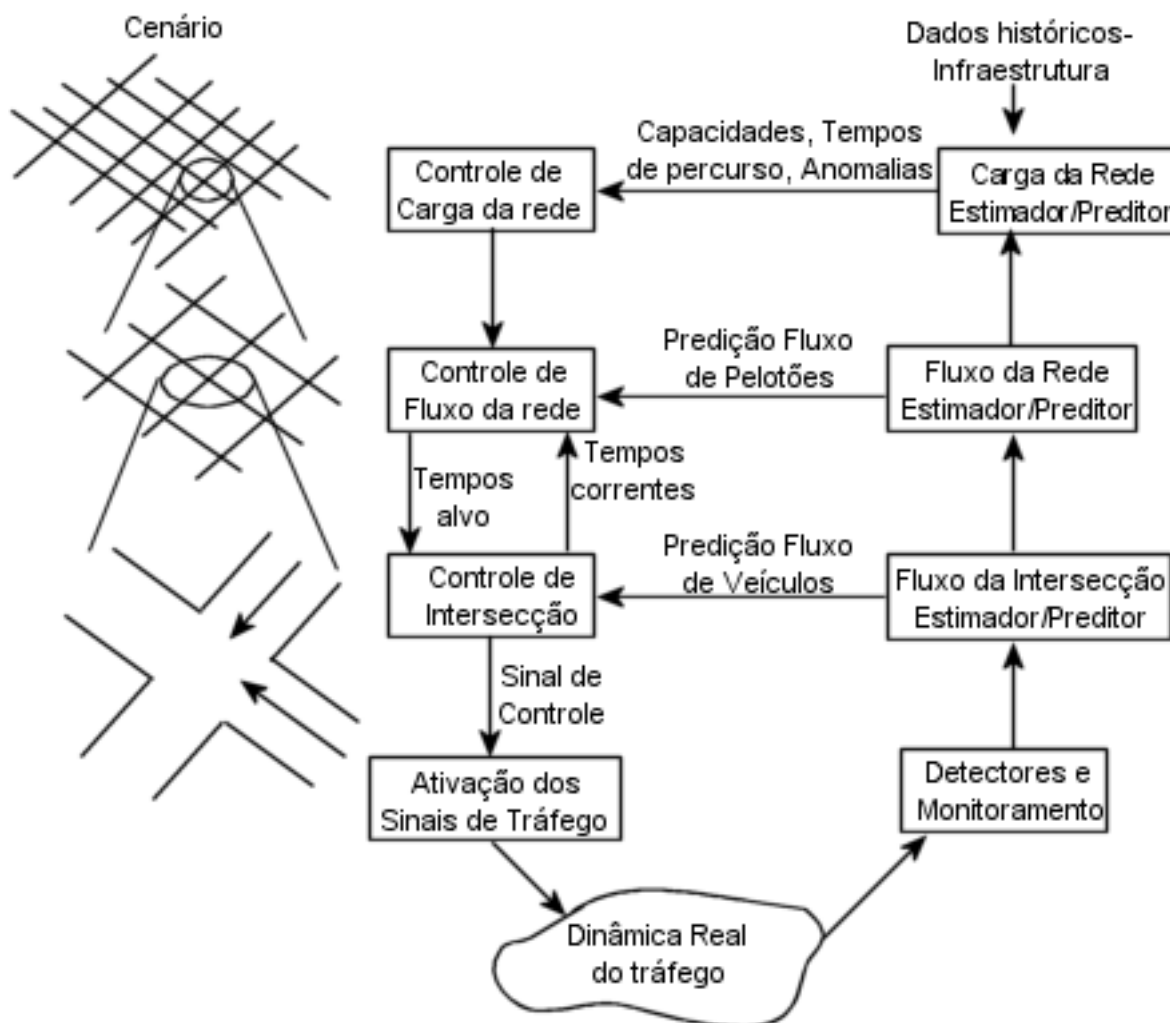 Cenário
Dados históricos-
Infraestrutura
Capacidades, Tempos
de percurso, Anomalias
Controle de
Carga da rede
Carga da Rede
Estimador/Preditor
Predição Fluxo
de Pelotões
Controle de
Fluxo da rede
Fluxo da Rede
Estimador/Preditor
Tempos
alvo
Tempos
correntes
Predição Fluxo
de Veículos
Controle de
Intersecção
Fluxo da Intersecção
Estimador/Preditor
Sinal de
Controle
Ativação dos
Sinais de Tráfego
Detectores e
Monitoramento
Dinâmica Real
do tráfego